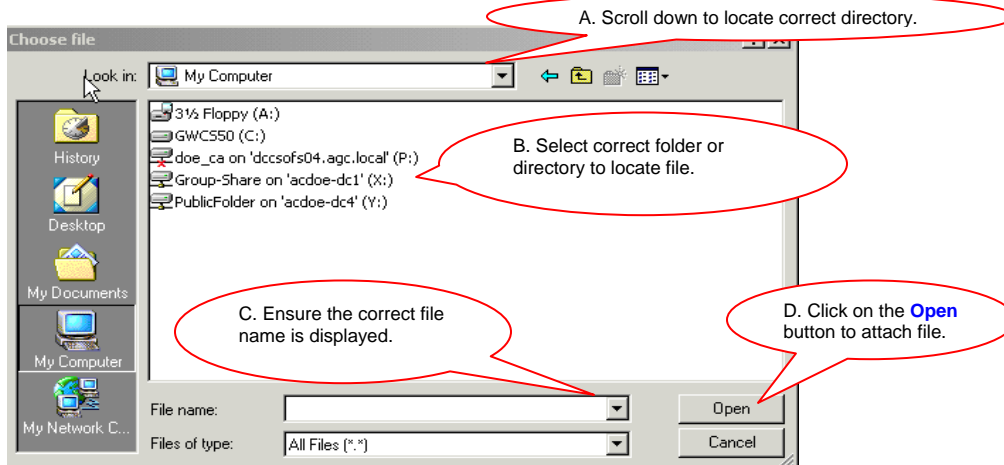 A. Scroll down to locate correct directory.
Choose file
Look in:
My Computer
3½ Floppy (A:)
GWCS50 (C:)
doe_ca on 'dccsofs04.agc.local' (P:)
Group-Share on 'acdoe-dc1' (X:)
PublicFolder on 'acdoe-dc4' (Y:)
B. Select correct folder or
directory to locate file.
History
Desktop
My Documents
My Computer
My Network C...
C. Ensure the correct file
name is displayed.
D. Click on the Open
button to attach file.
File name:
Open
Files of type:
All Files (*.*)
Cancel